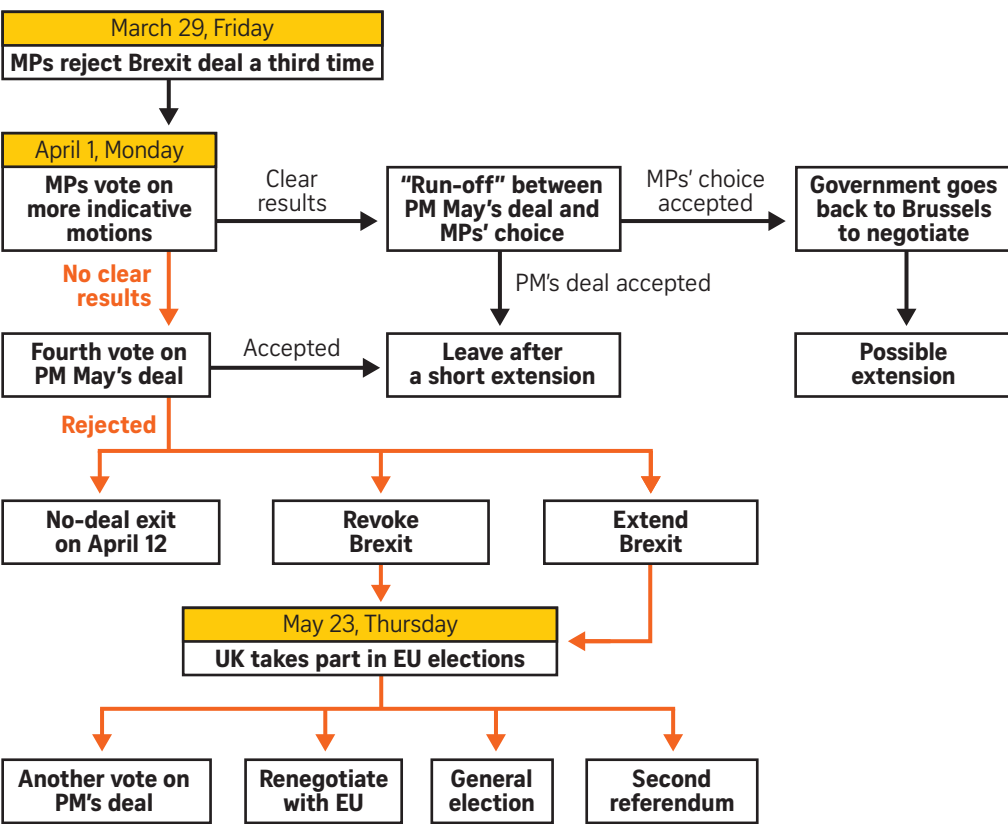 March 29, Friday
MPs reject Brexit deal a third time
April 1, Monday
MPs vote on
more indicative
motions
Clear
results
“Run-off” between
PM May’s deal and
MPs’ choice
MPs’ choice
accepted
Government goes
back to Brussels
to negotiate
No clear
results
PM’s deal accepted
Fourth vote on
PM May’s deal
Accepted
Leave after
a short extension
Possible
extension
Rejected
No-deal exit
on April 12
Revoke
Brexit
Extend
Brexit
May 23, Thursday
UK takes part in EU elections
Another vote on
PM’s deal
Renegotiate
with EU
General
election
Second
referendum